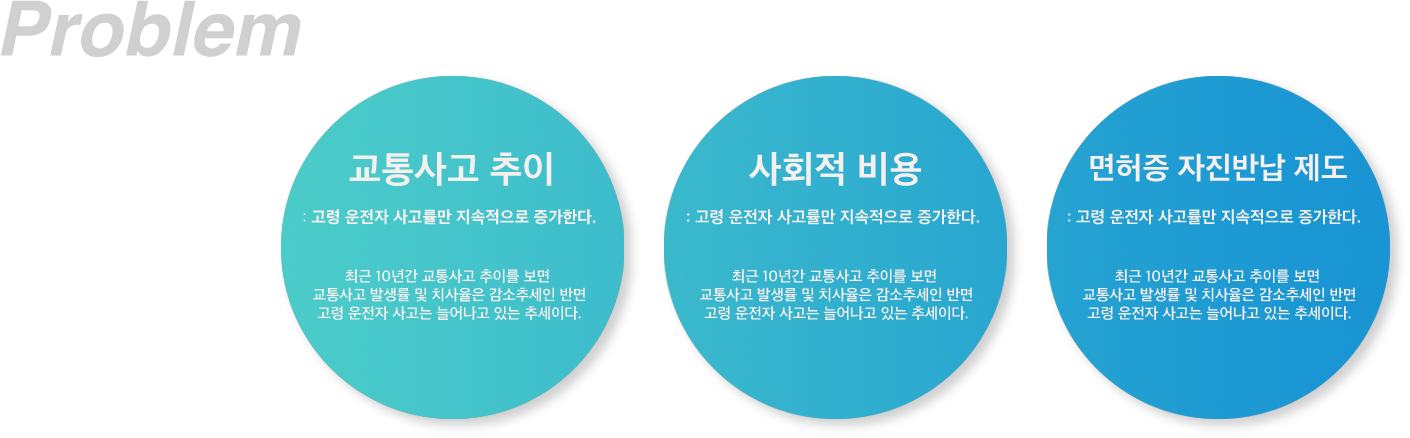 Problem
교통사고 추이
: 고령 운전자 사고률만 지속적으로 증가한다.
최근 10년간 교통사고 추이를 보면
교통사고 발생률 및 치사율은 감소추세인 반면
고령 운전자 사고는 늘어나고 있는 추세이다.
사회적 비용
: 고령 운전자 사고률만 지속적으로 증가한다.
최근 10년간 교통사고 추이를 보면
교통사고 발생률 및 치사율은 감소추세인 반면
고령 운전자 사고는 늘어나고 있는 추세이다.
면허증 자진반납 제도
: 고령 운전자 사고률만 지속적으로 증가한다.
최근 10년간 교통사고 추이를 보면
교통사고 발생률 및 치사율은 감소추세인 반면
고령 운전자 사고는 늘어나고 있는 추세이다.